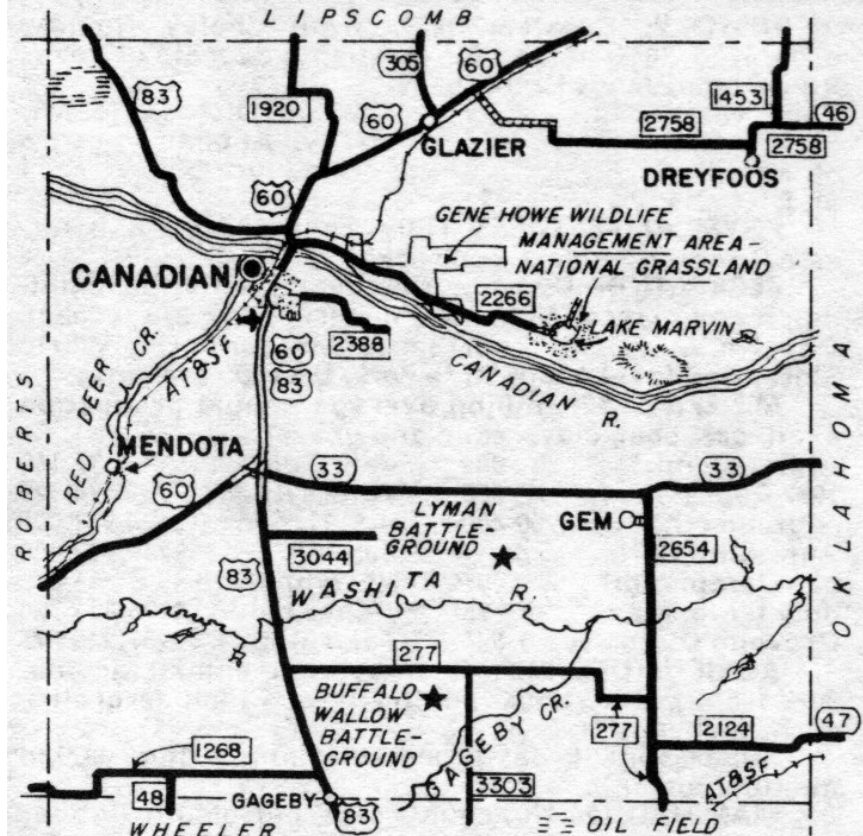 LIPSCOMB
83
1920
305
60
60
1453
46
2758
2758
GLAZIER
DREYFOOS
60
GENE HOWE WILDLIFE
MANAGEMENT AREA-
NATIONAL GRASSLAND
CANADIAN
2266
LAKE MARVIN
2388
60
83
CANADIAN
R.
RED DEER CR.
AT&SF
ROBERTS
OKLAHOMA
MENDOTA
60
33
33
LYMAN
BATTLE-
GROUND
GEM
3044
2654
83
WASHITA
R.
277
BUFFALO
WALLOW
BATTLE-
GROUND
GAGEBY CR.
277
2124
47
1268
48
GAGEBY
83
3303
AT&SF
WHEELER
OIL FIELD